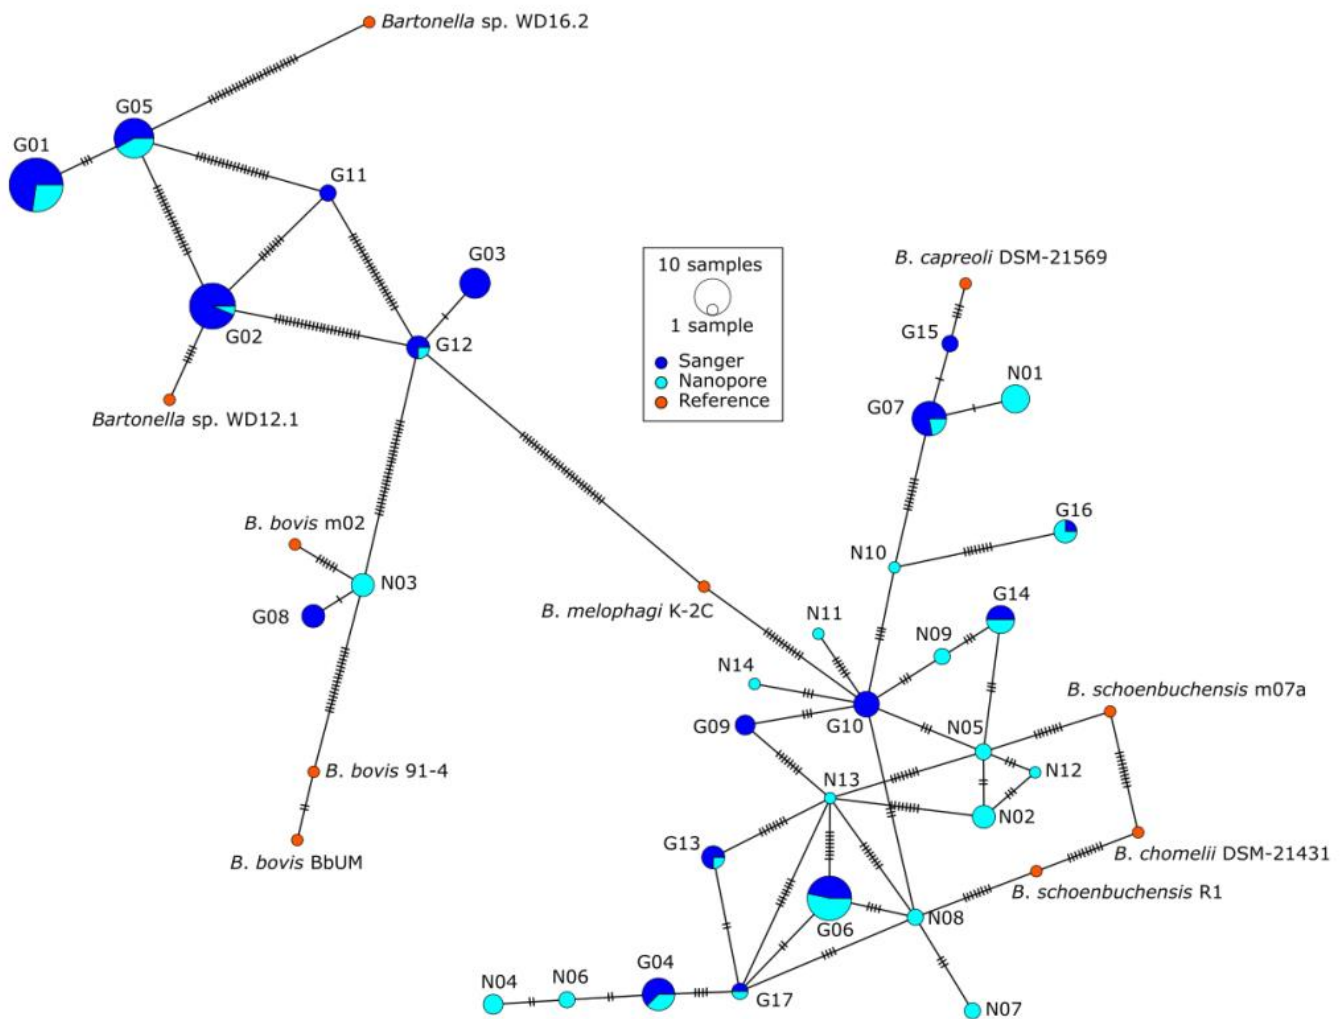 Bartonella sp. WD16.2
G05
G01
G11
G03
10 samples
1 sample
Sanger
Nanopore
Reference
B. capreoli DSM-21569
G15
N01
G02
G12
G07
Bartonella sp. WD12.1
G16
B. bovis m02
N10
N03
G08
B. melophagi K-2C
N11
G14
N09
N14
B. schoenbuchensis m07a
G09
G10
N05
B. bovis 91-4
N13
N12
N02
G13
B. chomelii DSM-21431
B. bovis BbUM
B. schoenbuchensis R1
G06
N08
N04
N06
G04
G17
N07